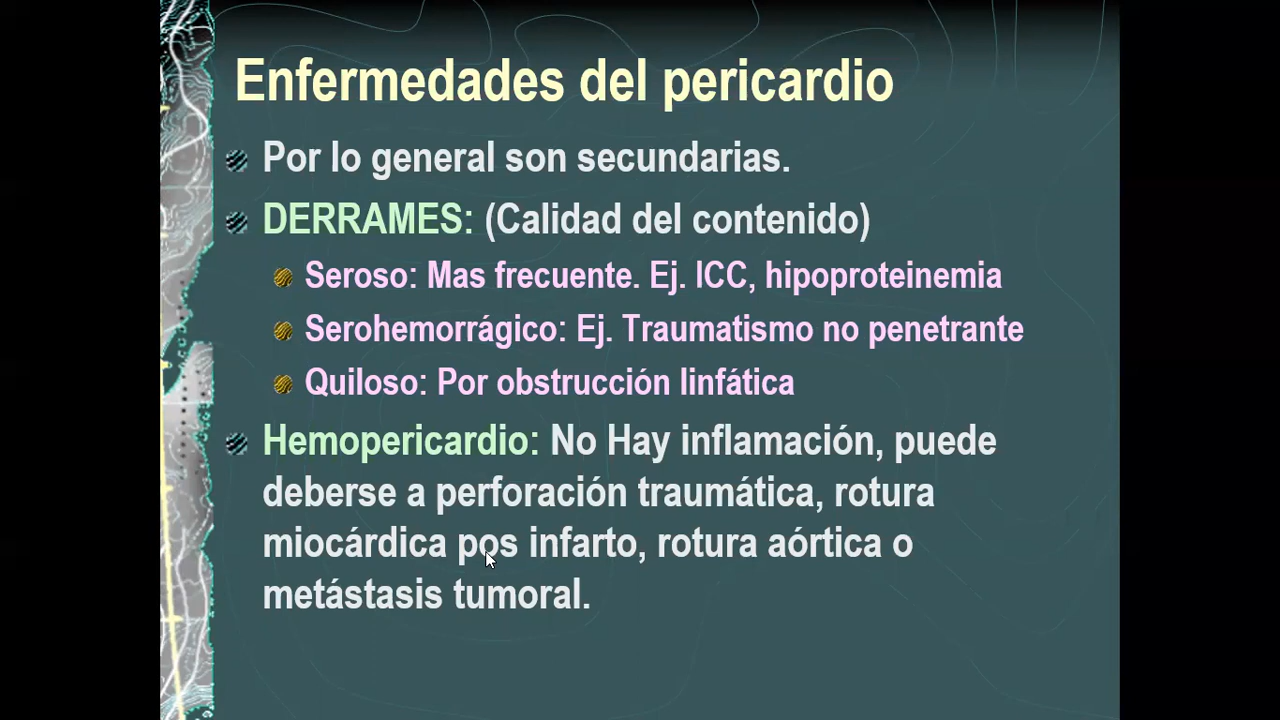 Enfermedades del pericardio
Por lo general son secundarias.
DERRAMES: (Calidad del contenido)
Seroso: Mas frecuente. Ej. ICC, hipoproteinemia
Serohemorrágico: Ej. Traumatismo no penetrante
Quiloso: Por obstrucción linfática
Hemopericardio: No Hay inflamación, puede
deberse a perforación traumática, rotura
miocárdica pos infarto, rotura aórtica o
metástasis tumoral.